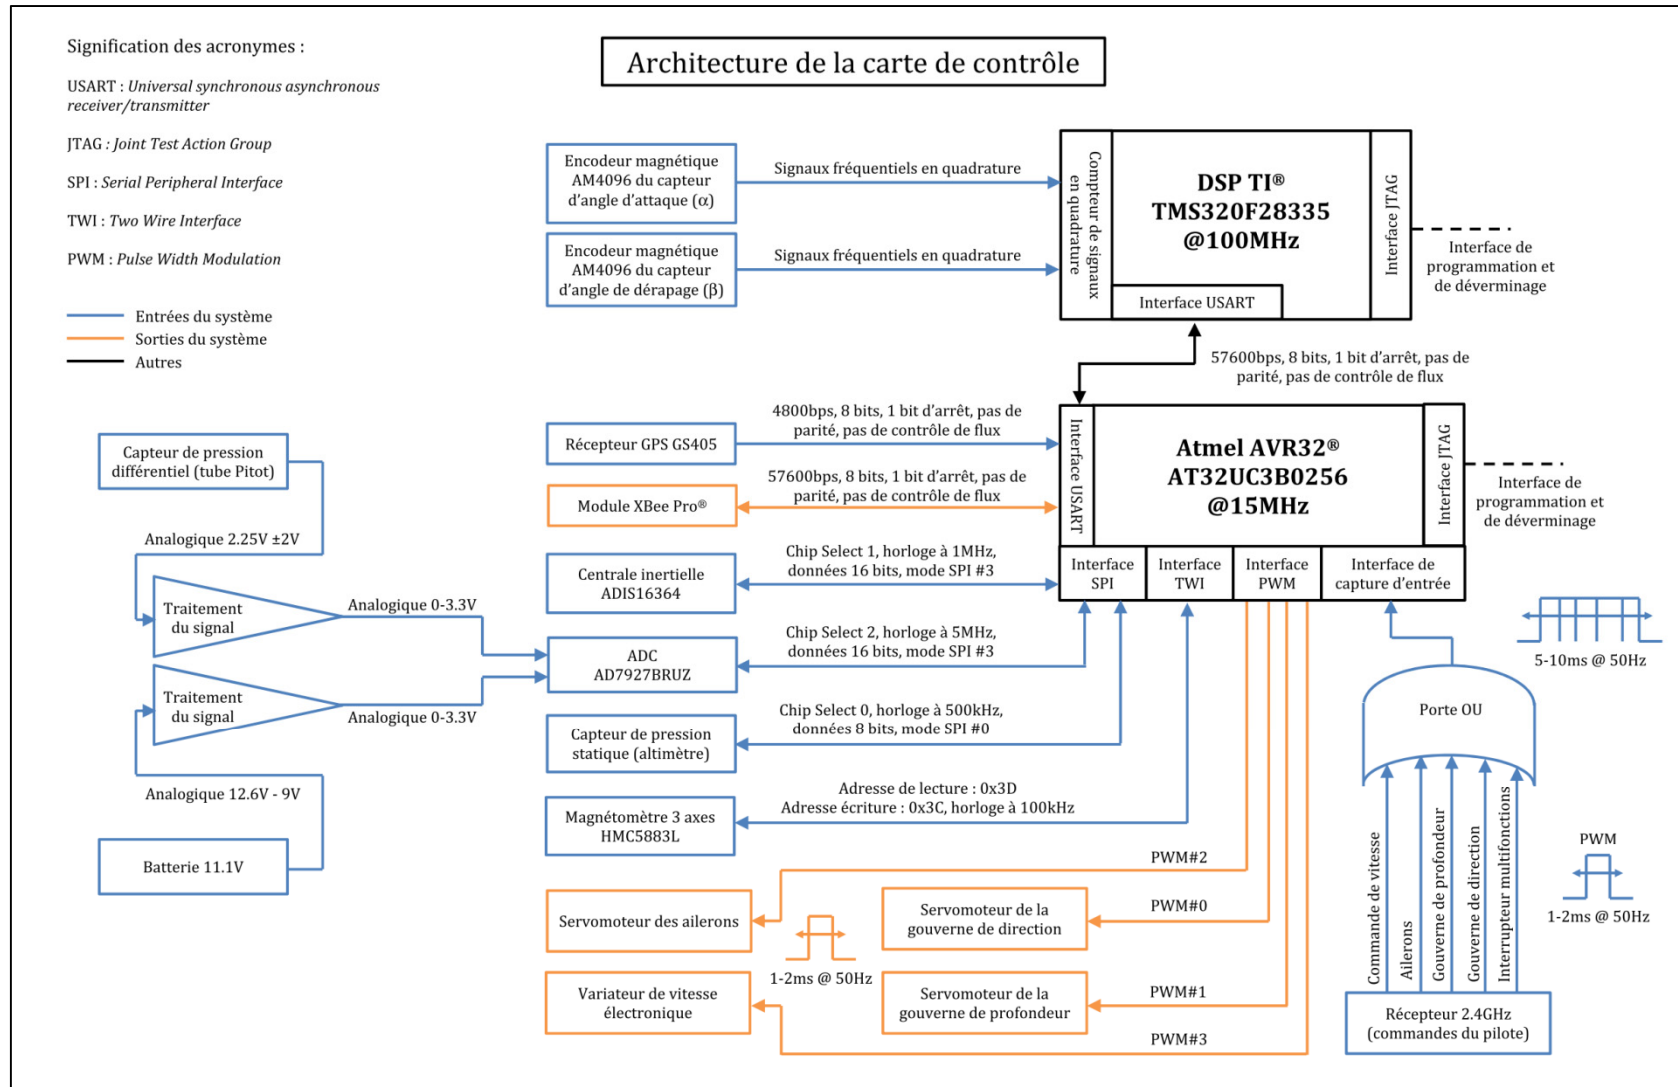 Signification des acronymes :
USART : Universal synchronous asynchronous
receiver/transmitter
JTAG : Joint Test Action Group
SPI : Serial Peripheral Interface
TWI : Two Wire Interface
PWM : Pulse Width Modulation
Entrées du système
Sorties du système
Autres
Architecture de la carte de contrôle
Encodeur magnétique
AM4096 du capteur
d'angle d'attaque (α)
Signaux fréquentiels en quadrature
Encodeur magnétique
AM4096 du capteur
d'angle de dérapage (β)
Signaux fréquentiels en quadrature
Compteur de signaux
en quadrature
DSP TI®
TMS320F28335
@100MHz
Interface JTAG
Interface USART
Interface de
programmation et
de déverminage
57600bps, 8 bits, 1 bit d'arrêt, pas de
parité, pas de contrôle de flux
Récepteur GPS GS405
4800bps, 8 bits, 1 bit d'arrêt, pas de
parité, pas de contrôle de flux
Module XBee Pro®
57600bps, 8 bits, 1 bit d'arrêt, pas de
parité, pas de contrôle de flux
Interface USART
Atmel AVR32®
AT32UC3B0256
@15MHz
Interface JTAG
Interface de
programmation et
de déverminage
Interface
SPI
Interface
TWI
Interface
PWM
Interface de
capture d'entrée
Capteur de pression
différentiel (tube Pitot)
Analogique 2.25V ±2V
Traitement
du signal
Analogique 0-3.3V
Traitement
du signal
Analogique 0-3.3V
Analogique 12.6V - 9V
Batterie 11.1V
Centrale inertielle
ADIS16364
Chip Select 1, horloge à 1MHz,
données 16 bits, mode SPI #3
ADC
AD7927BRUZ
Chip Select 2, horloge à 5MHz,
données 16 bits, mode SPI #3
Capteur de pression
statique (altimètre)
Chip Select 0, horloge à 500kHz,
données 8 bits, mode SPI #0
Magnétomètre 3 axes
HMC5883L
Adresse de lecture : 0x3D
Adresse écriture : 0x3C, horloge à 100kHz
PWM#2
Servomoteur des ailerons
1-2ms @ 50Hz
Servomoteur de la
gouverne de direction
PWM#0
Variateur de vitesse
électronique
Servomoteur de la
gouverne de profondeur
PWM#1
PWM#3
5-10ms @ 50Hz
Porte OU
Commande de vitesse
Ailerons
Gouverne de profondeur
Gouverne de direction
Interrupteur multifonctions
PWM
1-2ms @ 50Hz
Récepteur 2.4GHz
(commandes du pilote)